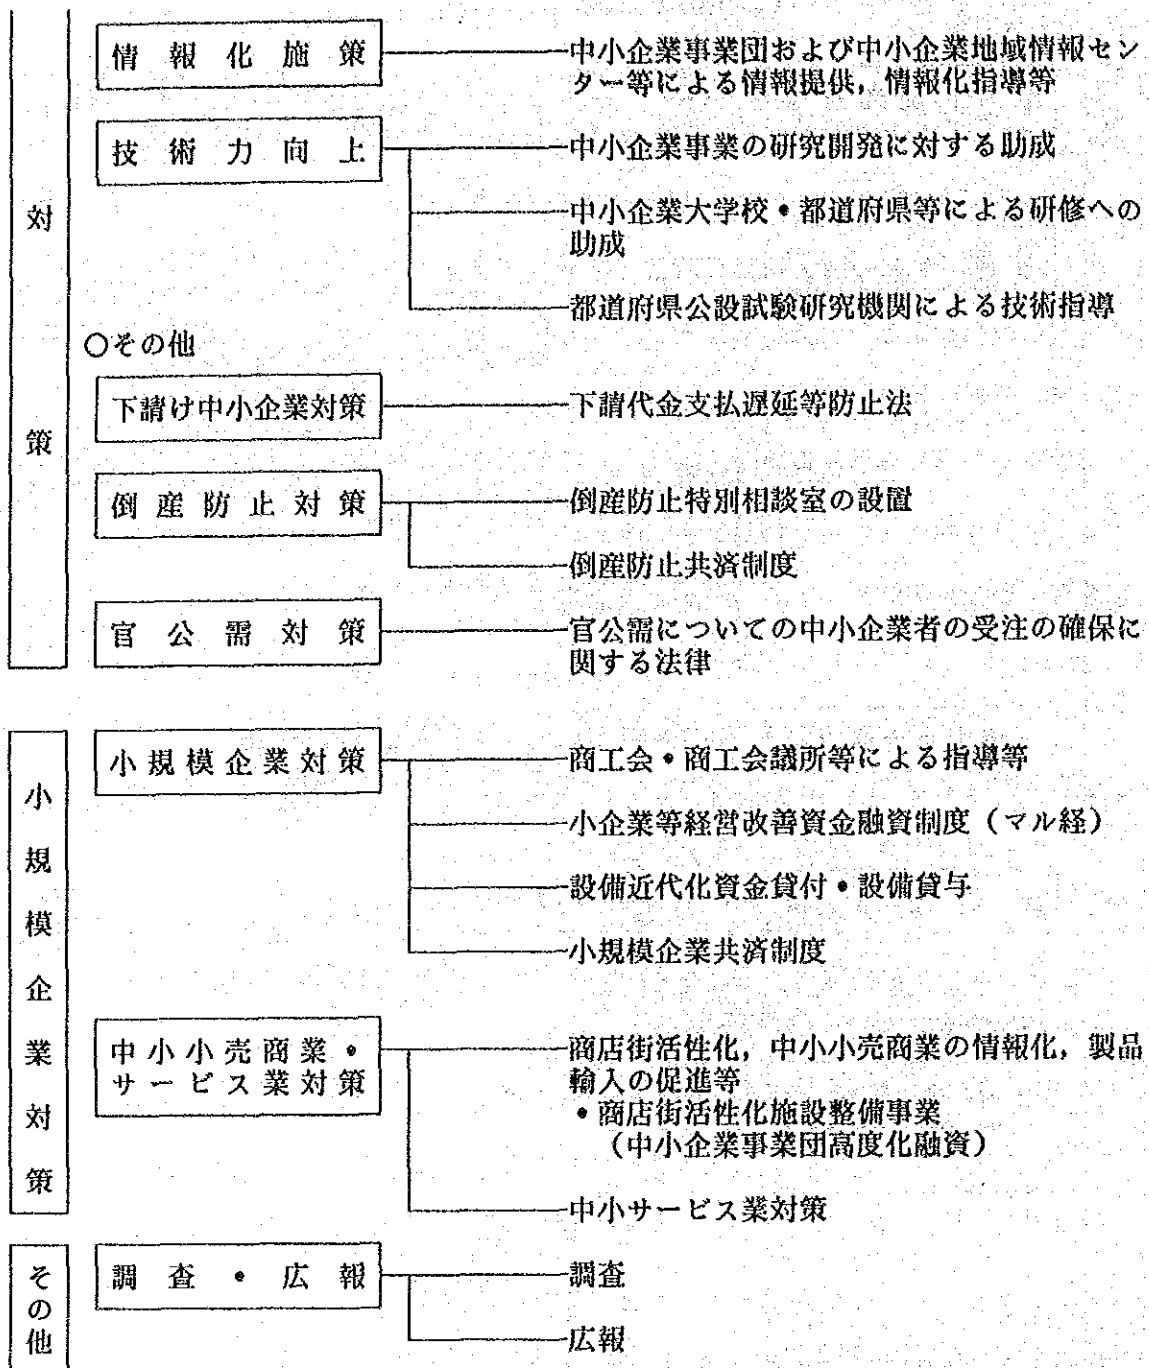 対策
情報化施策
中小企業事業団および中小企業地域情報セン
ター等による情報提供，情報化指導等
技術力向上
中小企業事業の研究開発に対する助成
中小企業大学校・都道府県等による研修への
助成
都道府県公設試験研究機関による技術指導
○その他
下請け中小企業対策
下請代金支払遅延等防止法
倒産防止対策
倒産防止特別相談室の設置
倒産防止共済制度
官公需対策
官公需についての中小企業者の受注の確保に
関する法律
小規模企業対策
小規模企業対策
商工会・商工会議所等による指導等
小企業等経営改善資金融資制度（マル経）
設備近代化資金貸付・設備貸与
小規模企業共済制度
中小小売商業・
サービス業対策
商店街活性化，中小小売商業の情報化，製品
輸入の促進等
・商店街活性化施設整備事業
（中小企業事業団高度化融資）
中小サービス業対策
その他
調査・広報
調査
広報